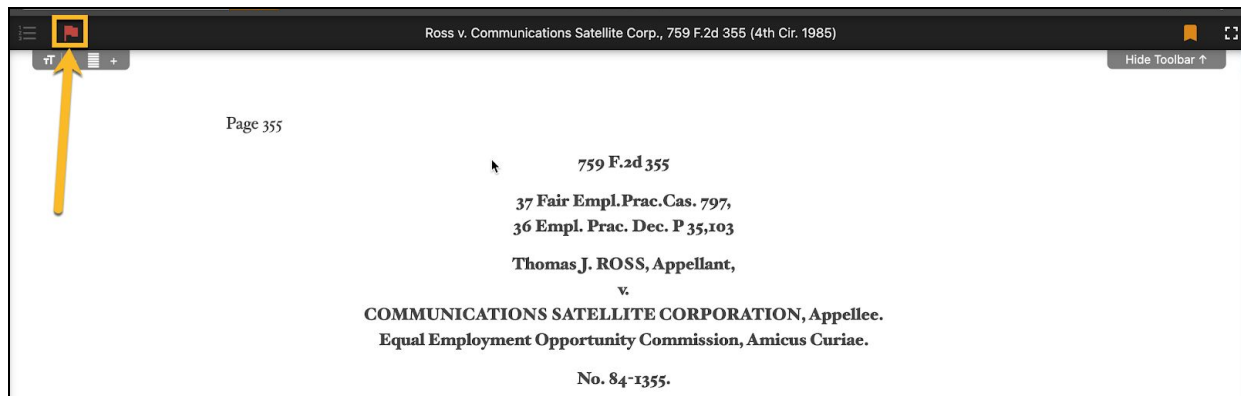 Ross v. Communications Satellite Corp., 759 F.2d 355 (4th Cir. 1985)
Hide Toolbar ↑
Page 355
759 F.2d 355
37 Fair Empl.Prac.Cas. 797,
36 Empl. Prac. Dec. P 35,103
Thomas J. ROSS, Appellant,
v.
COMMUNICATIONS SATELLITE CORPORATION, Appellee.
Equal Employment Opportunity Commission, Amicus Curiae.
No. 84-1355.